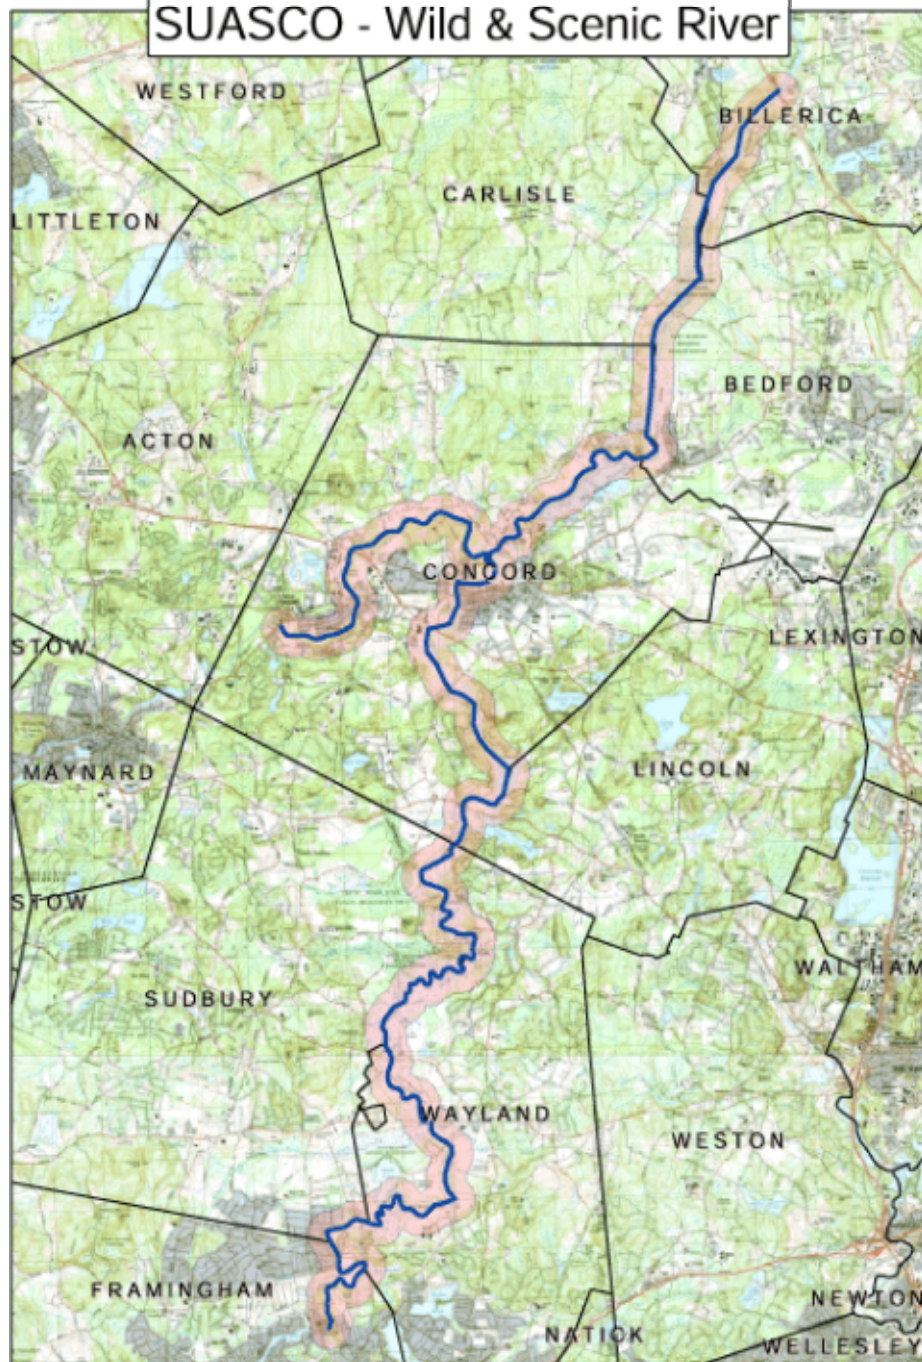 SUASCO - Wild & Scenic River
WESTFORD
BILLERICA
CARLISLE
LITTLETON
BEDFORD
ACTON
CONCORD
LEXINGTON
STOW
LINCOLN
MAYNARD
STOW
WALTHAM
SUDBURY
WAYLAND
WESTON
FRAMINGHAM
NEWTON
NATICK
WELLESLEY